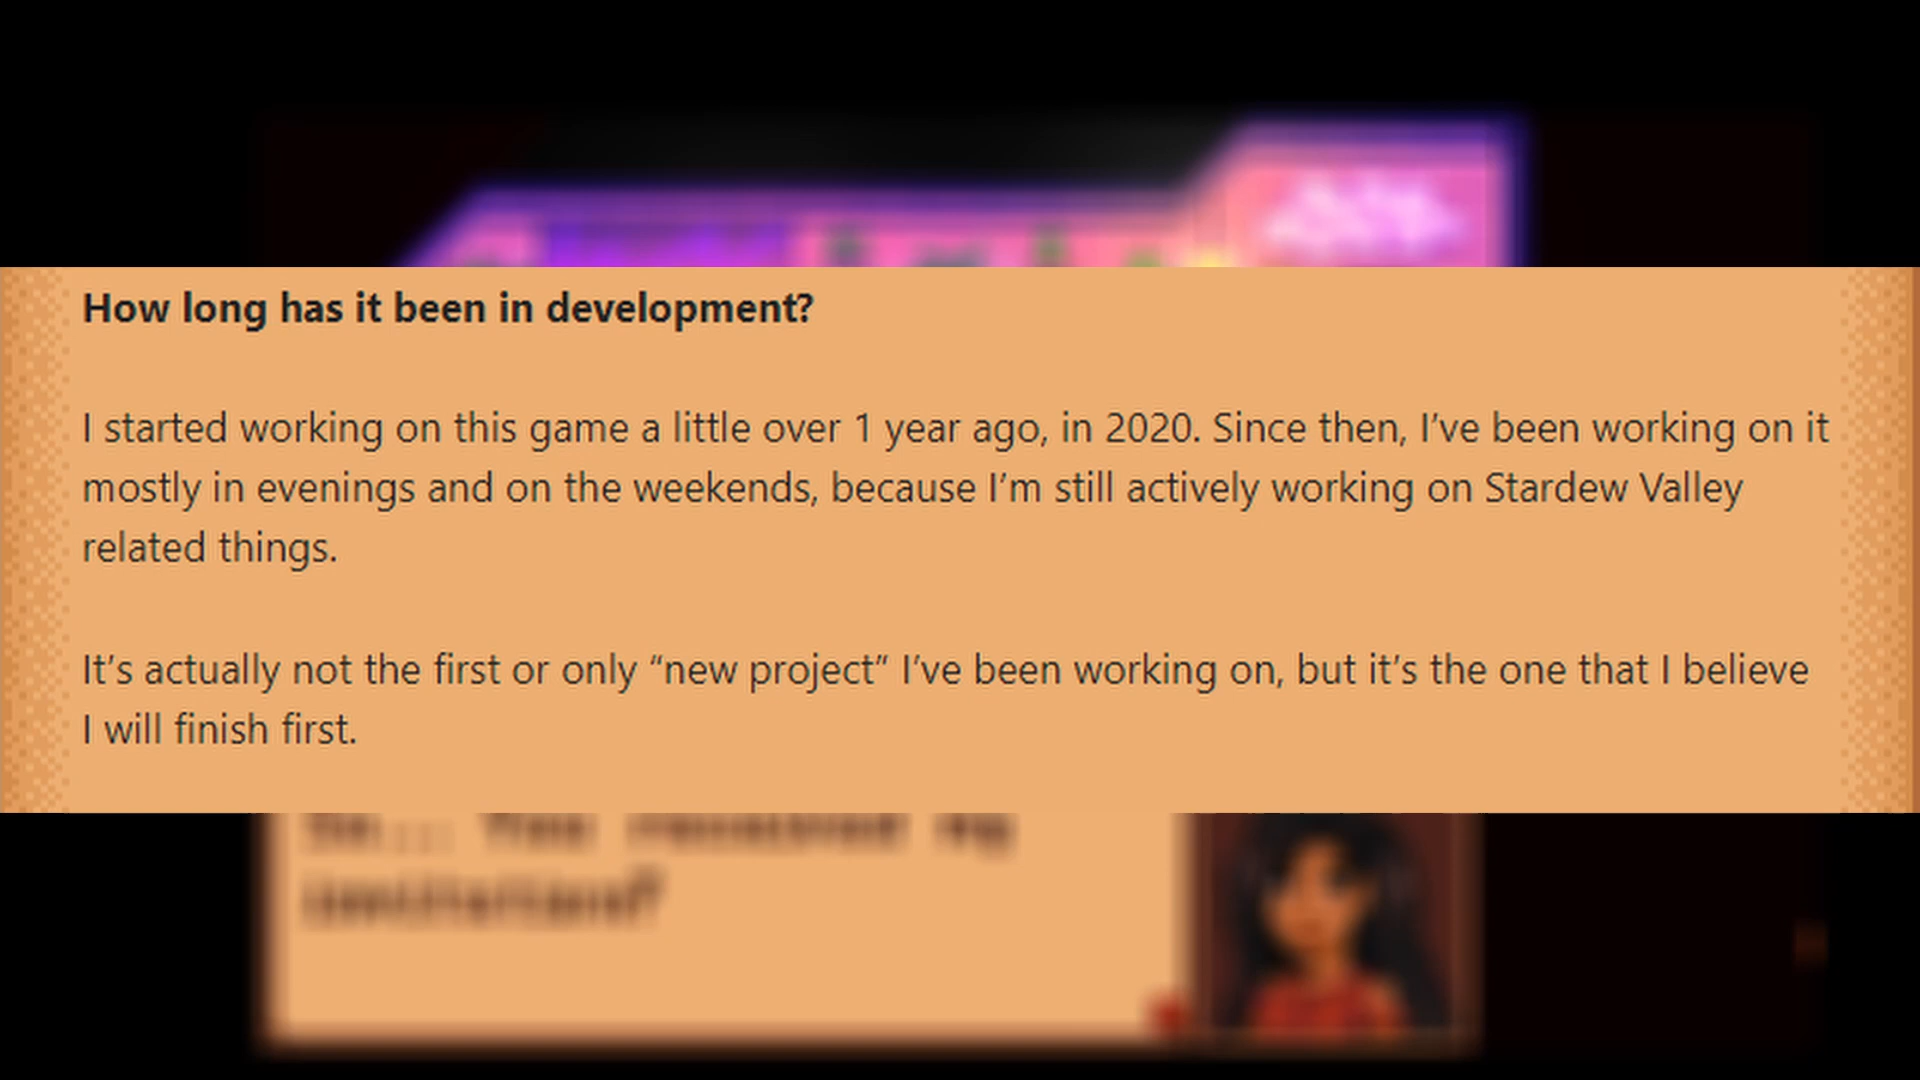 How long has it been in development?
I started working on this game a little over 1 year ago, in 2020. Since then, I’ve been working on it
mostly in evenings and on the weekends, because I’m still actively working on Stardew Valley
related things.
It’s actually not the first or only “new project” I’ve been working on, but it’s the one that I believe
I will finish first.